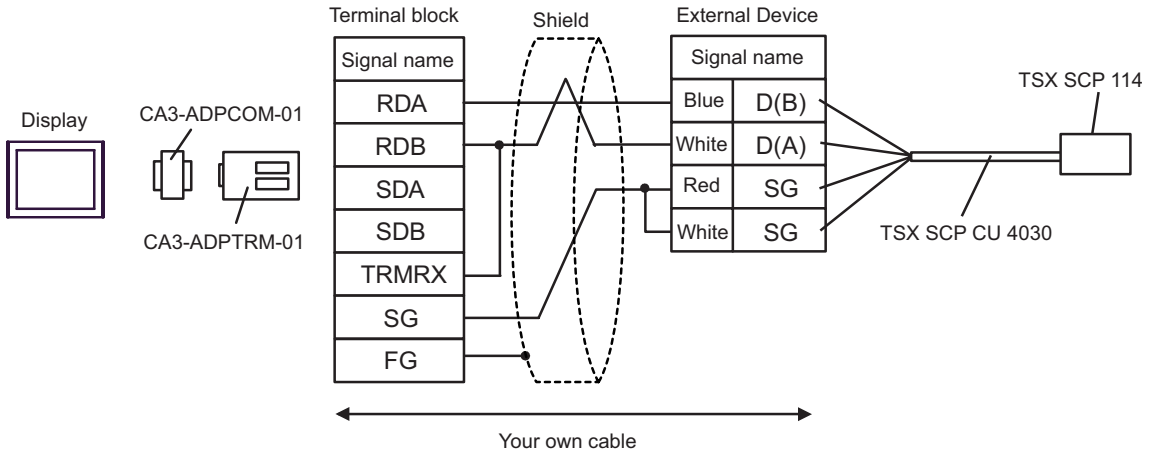 Terminal block
Shield
External Device
Signal name
Signal name
TSX SCP 114
Display
CA3-ADPCOM-01
RDA
Blue
D(B)
RDB
White
D(A)
SDA
Red
SG
SDB
White
SG
TSX SCP CU 4030
CA3-ADPTRM-01
TRMRX
SG
FG
Your own cable